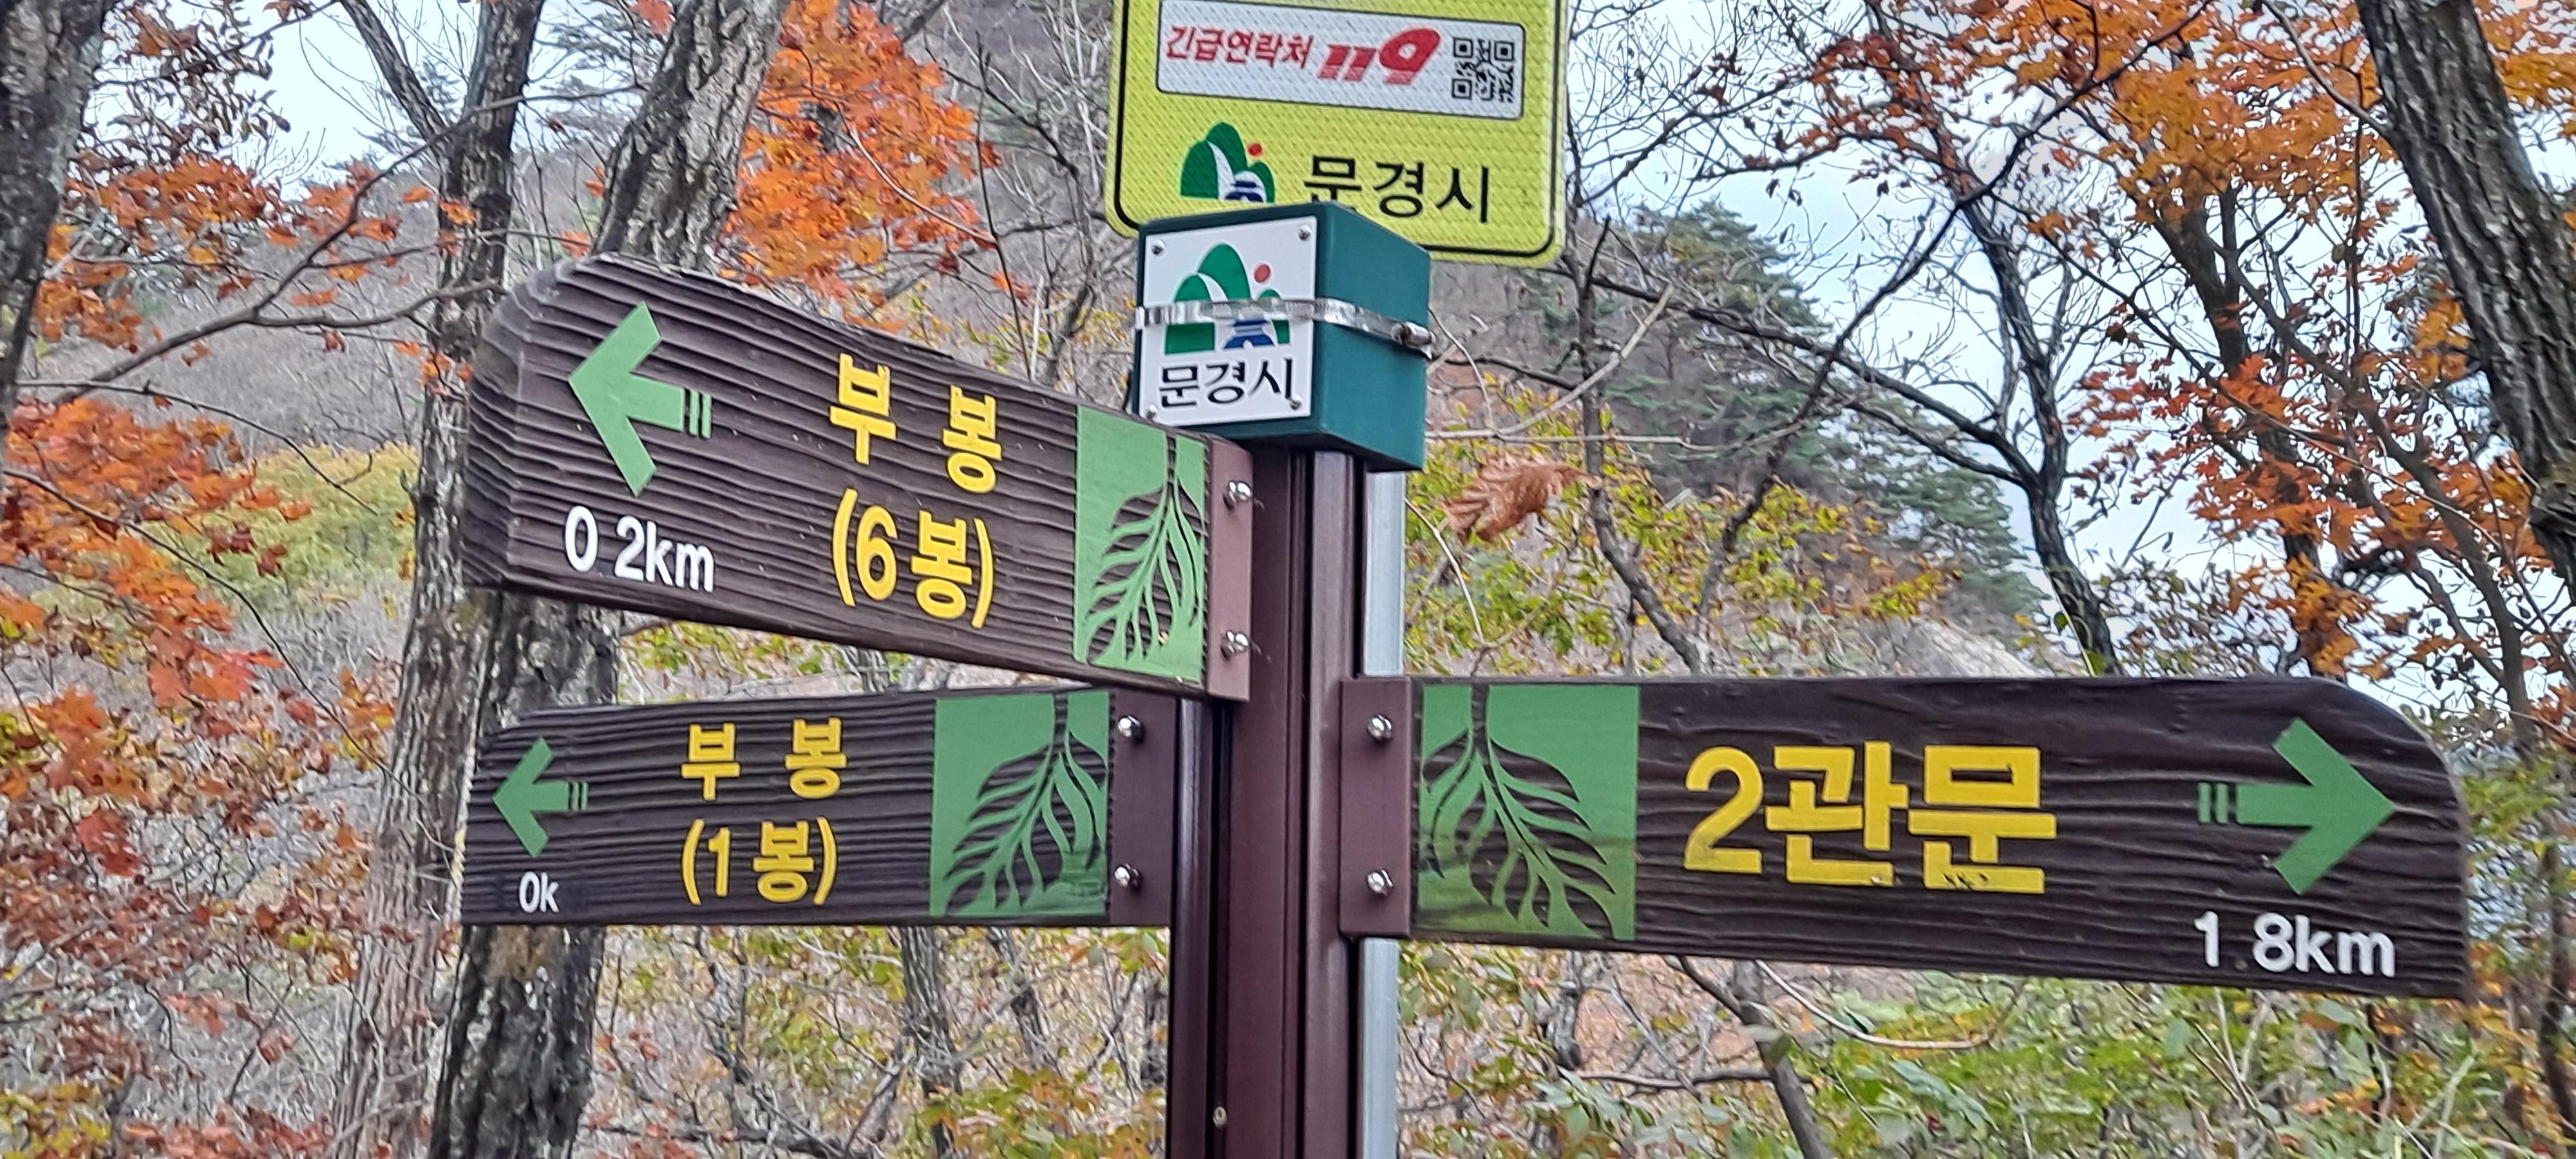 긴급연락처 119
문경시
문경시
부 봉
(6봉)
0 2km
부 봉
(1봉)
0k
2관문
1 8km